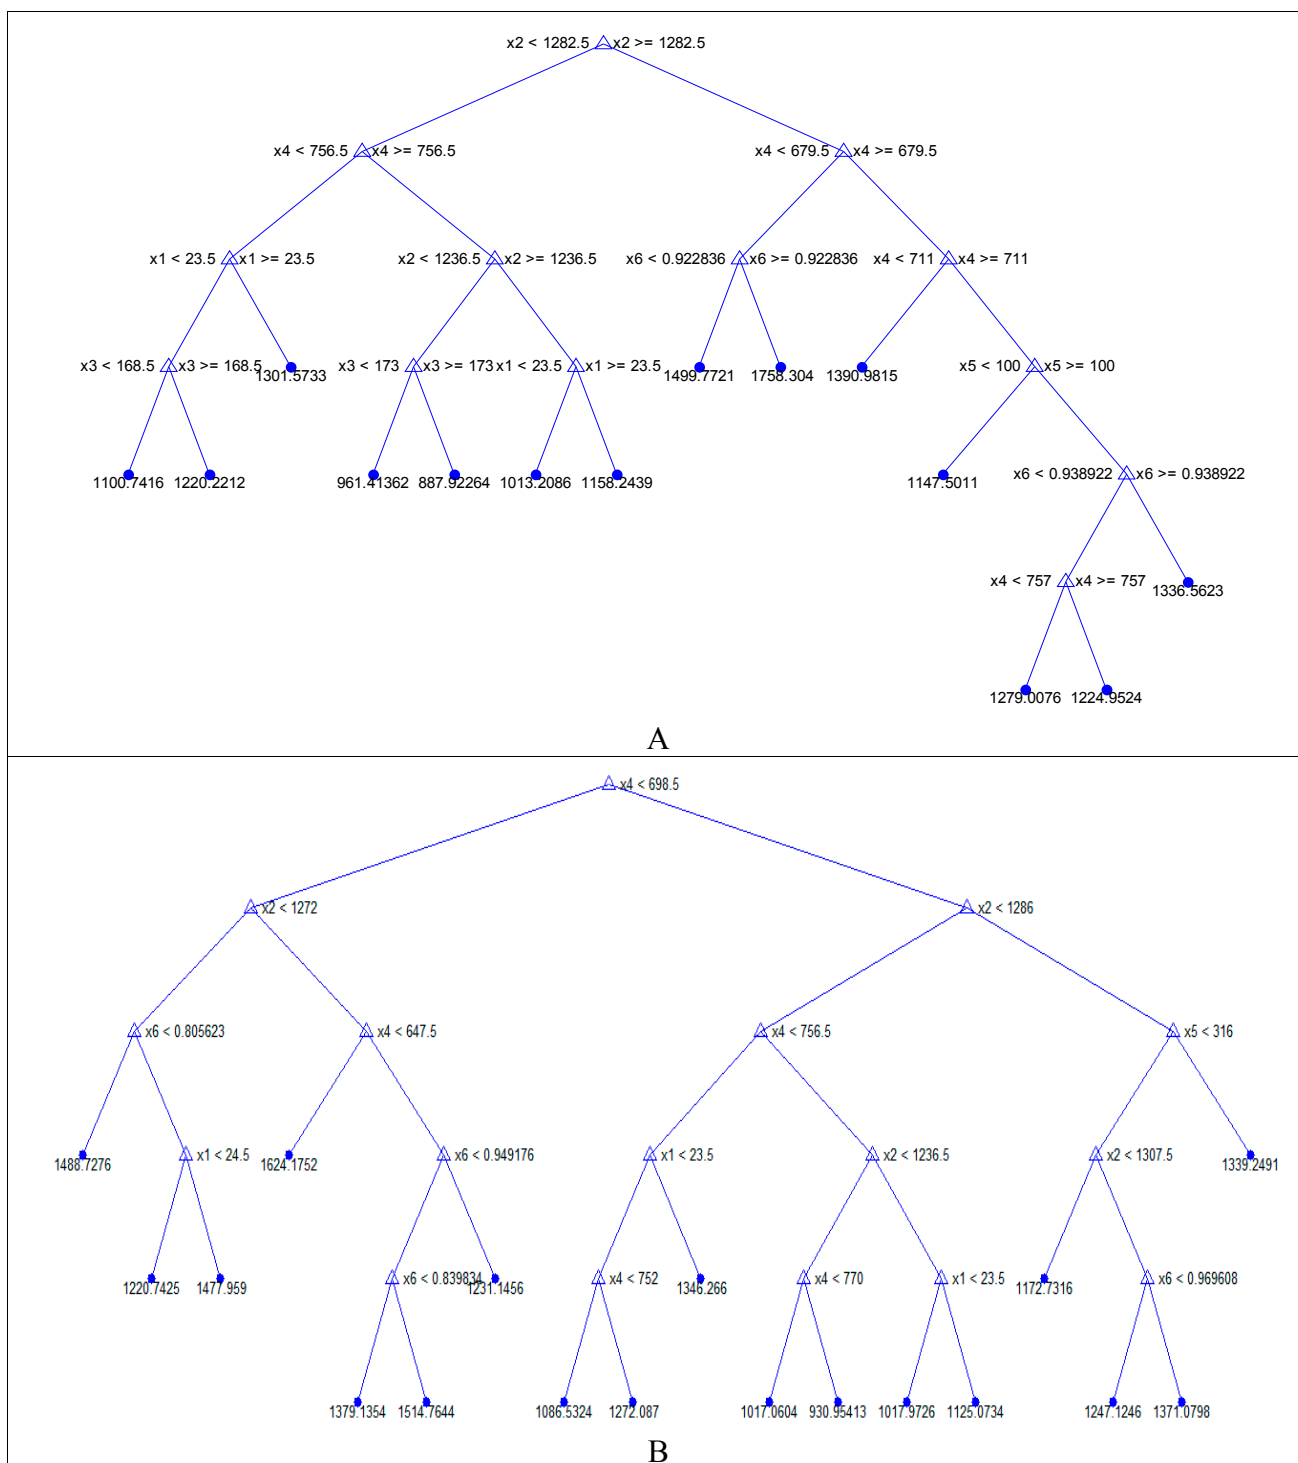 x2 < 1282.5 x2 >= 1282.5
x4 < 756.5 x4 >= 756.5 x4 < 679.5 x4 >= 679.5
x1 < 23.5 x1 >= 23.5 x2 < 1236.5 x2 >= 1236.5 x6 < 0.922836 x6 >= 0.922836 x4 < 711 x4 >= 711
x3 < 168.5 x3 >= 168.5 1301.5733 x3 < 173 x3 >= 173 x1 < 23.5 x1 >= 23.5 1499.7721 1758.304 1390.9815 x5 < 100 x5 >= 100
1100.7416 1220.2212 961.41362 887.92264 1013.2086 1158.2439 1147.5011 x6 < 0.938922 x6 >= 0.938922
x4 < 757 x4 >= 757 1336.5623
1279.0076 1224.9524
A
x4 < 698.5
x2 < 1272 x2 < 1286
x6 < 0.805623 x4 < 647.5 x4 < 756.5 x5 < 316
1488.7276 x1 < 24.5 1624.1752 x6 < 0.949176 x1 < 23.5 x2 < 1236.5 x2 < 1307.5 1339.2491
1220.7425 1477.959 x6 < 0.839834 1231.1456 x4 < 752 1346.266 x4 < 770 x1 < 23.5 1172.7316 x6 < 0.969608
1379.1354 1514.7644 1086.5324 1272.087 1017.0604 930.95413 1017.9726 1125.0734 1247.1246 1371.0798
B